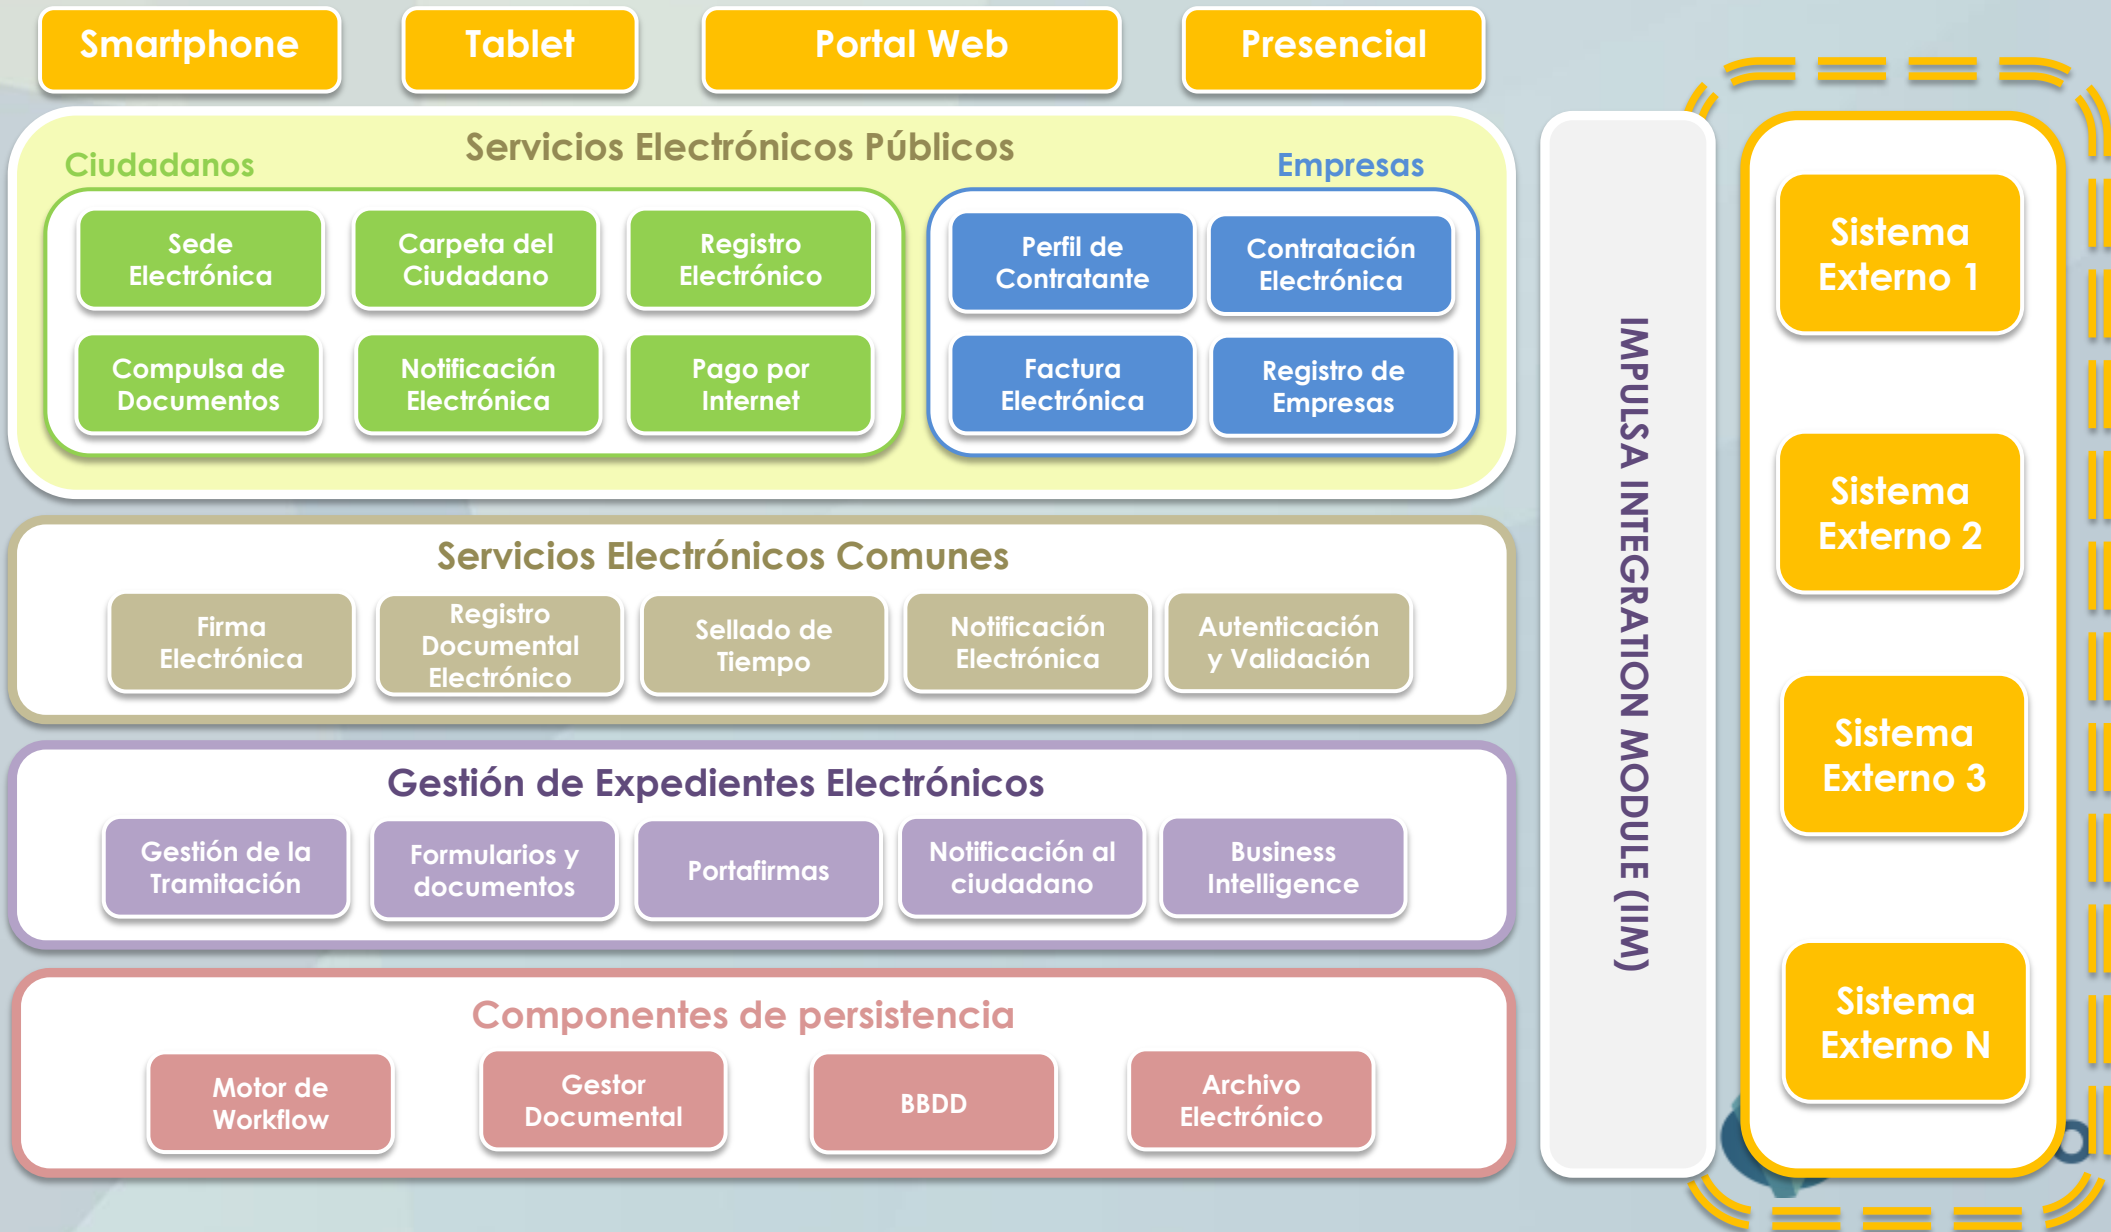 Smartphone
Tablet
Portal Web
Presencial
Servicios Electrónicos Públicos
Ciudadanos
Empresas
Sede
Electrónica
Carpeta del
Ciudadano
Registro
Electrónico
Compulsa de
Documentos
Notificación
Electrónica
Pago por
Internet
Perfil de
Contratante
Contratación
Electrónica
Factura
Electrónica
Registro de
Empresas
Servicios Electrónicos Comunes
Firma
Electrónica
Registro
Documental
Electrónico
Sellado de
Tiempo
Notificación
Electrónica
Autenticación
y Validación
Gestión de Expedientes Electrónicos
Gestión de la
Tramitación
Formularios y
documentos
Portafirmas
Notificación al
ciudadano
Business
Intelligence
Componentes de persistencia
Motor de
Workflow
Gestor
Documental
BBDD
Archivo
Electrónico
IMPULSA INTEGRATION MODULE (IIM)
Sistema
Externo 1
Sistema
Externo 2
Sistema
Externo 3
Sistema
Externo N